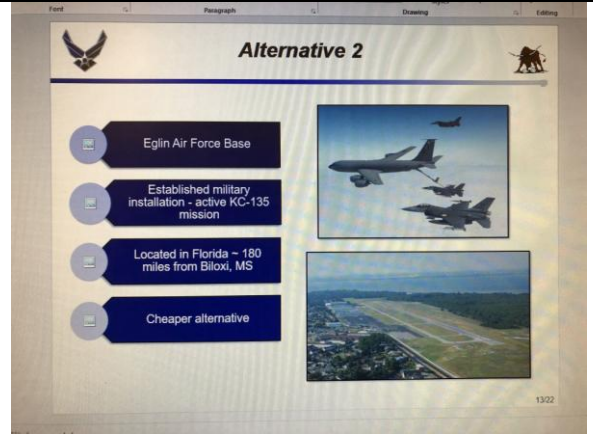 Font
Paragraph
Drawing
Editing
Alternative 2
Eglin Air Force Base
Established military
installation - active KC-135
mission
Located in Florida ~ 180
miles from Biloxi, MS
Cheaper alternative
13/22